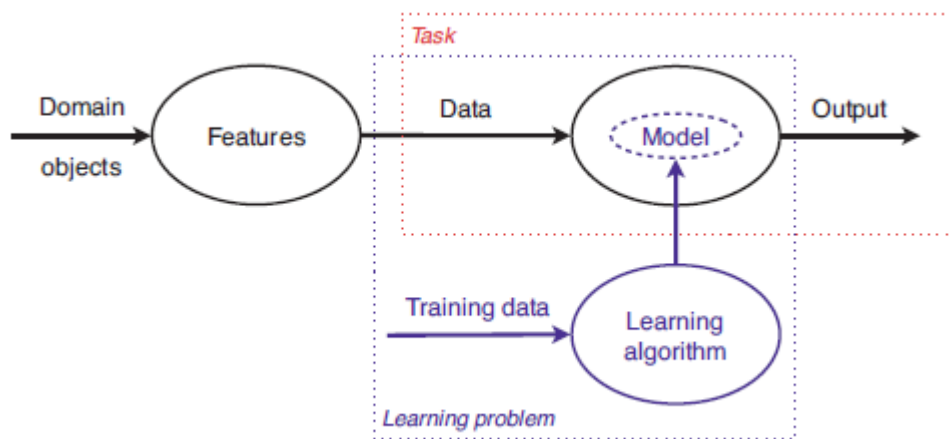 Task
Domain
objects
Features
Data
Model
Output
Training data
Learning
algorithm
Learning problem